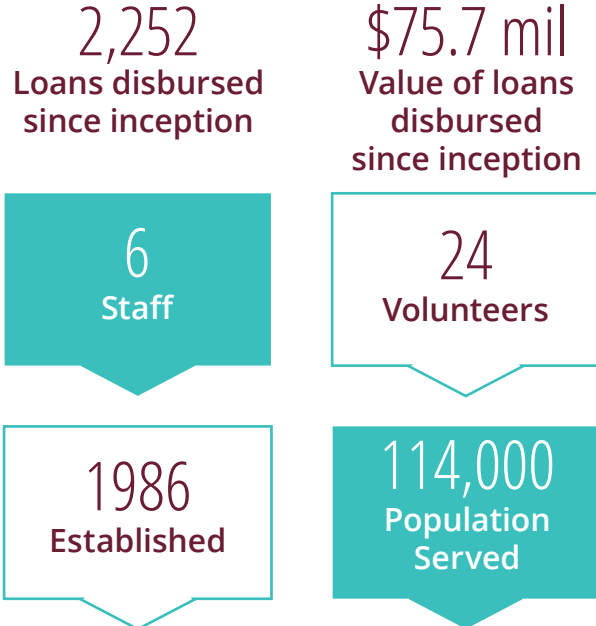 2,252
Loans disbursed
since inception
$75.7 mil
Value of loans
disbursed
since inception
6
Staff
24
Volunteers
1986
Established
114,000
Population
Served